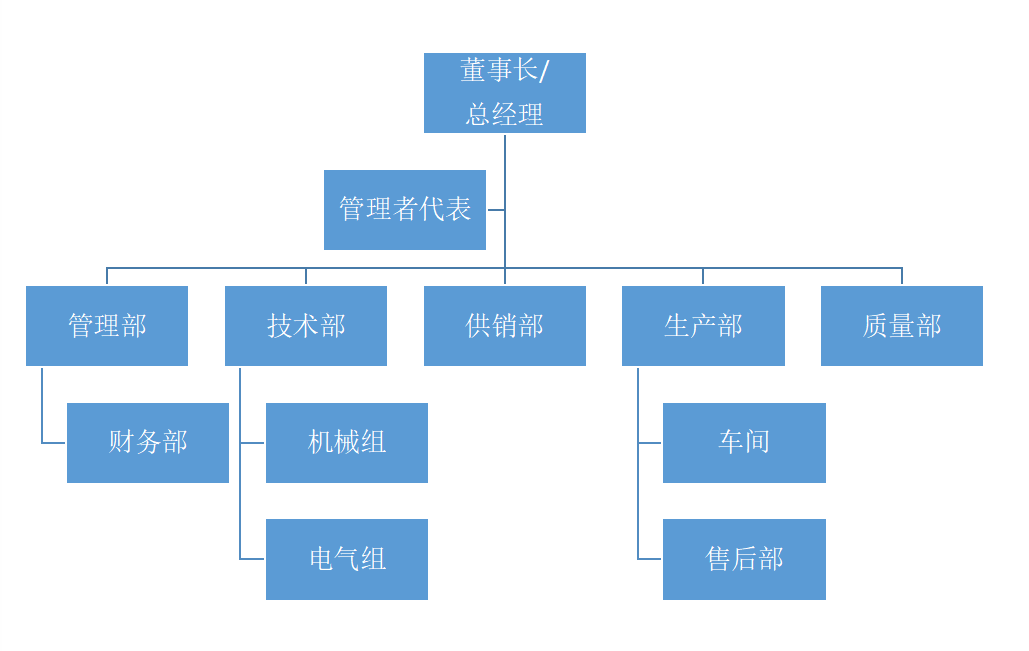 董事长/
总经理
管理者代表
管理部
技术部
供销部
生产部
质量部
财务部
机械组
车间
电气组
售后部